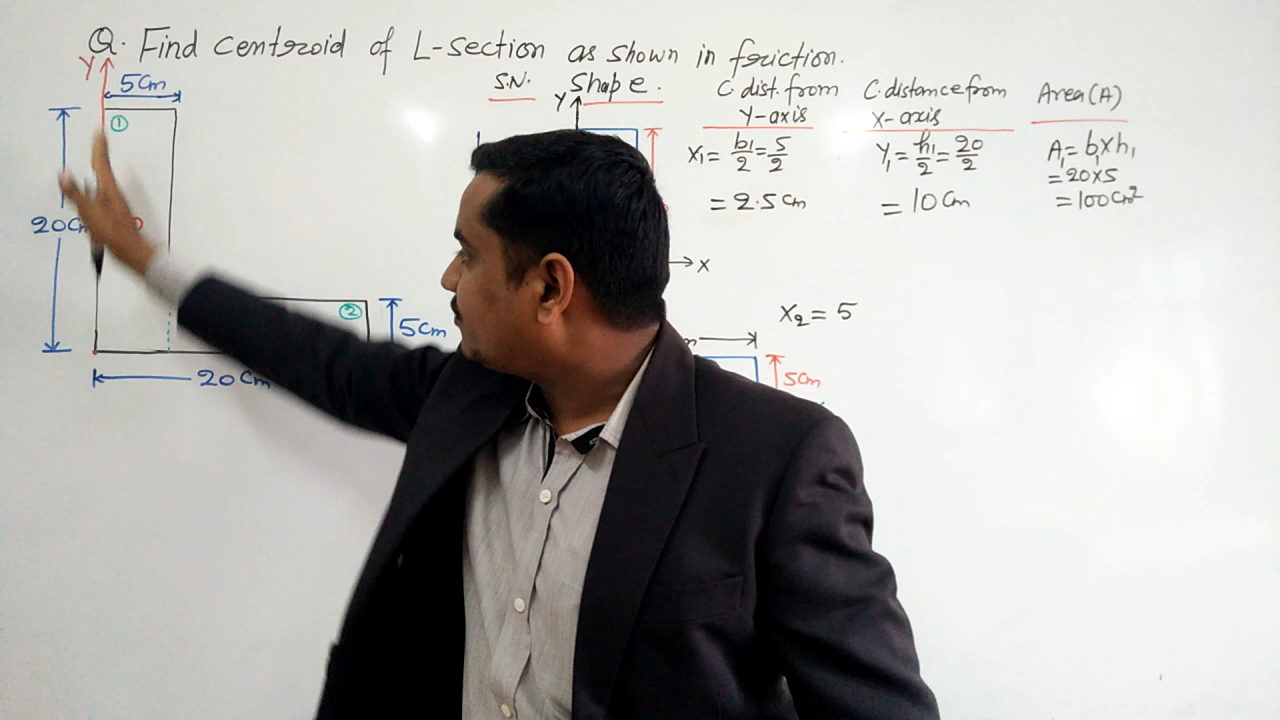 Q. Find Centroid of L-section as shown in friction.
Y
5cm
①
20cm
②
5cm
20 Cm
S.N. Shape.
Y
X
5cm
C. dist. from
Y-axis
X₁ = b₁/2 = 5/2
= 2.5 cm
C. distance from
X-axis
Y₁ = h₁/2 = 20/2
= 10 Cm
Area (A)
A₁ = b₁ x h₁
= 20 x 5
= 100 Cm²
X₂ = 5